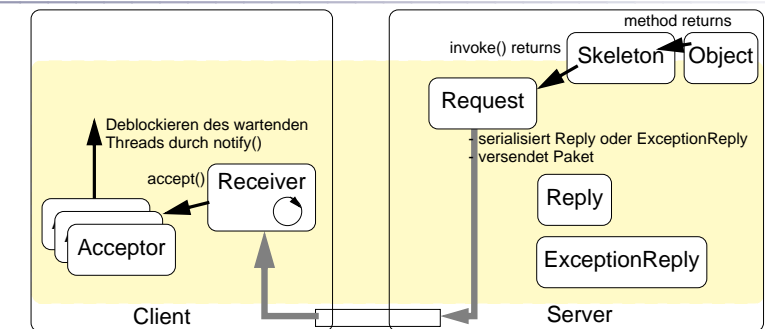 method returns
invoke() returns
Skeleton
Object
Request
- serialisiert Reply oder ExceptionReply
- versendet Paket
Deblockieren des wartenden
Threads durch notify()
accept()
Receiver
A
A
Acceptor
Reply
ExceptionReply
Client
Server